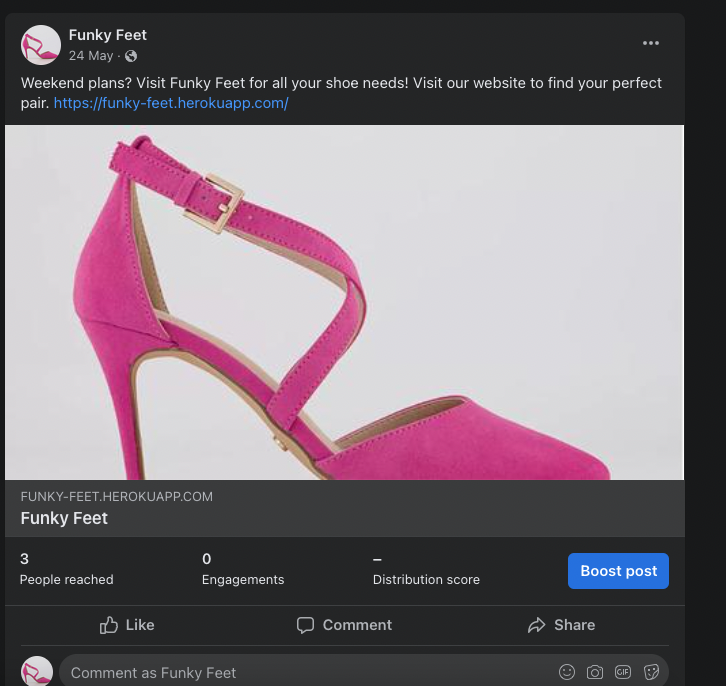 Funky Feet
24 May ·
Weekend plans? Visit Funky Feet for all your shoe needs! Visit our website to find your perfect
pair. https://funky-feet.herokuapp.com/
FUNKY-FEET.HEROKUAPP.COM
Funky Feet
3 0 –
People reached Engagements Distribution score Boost post
Like Comment Share
Comment as Funky Feet GIF